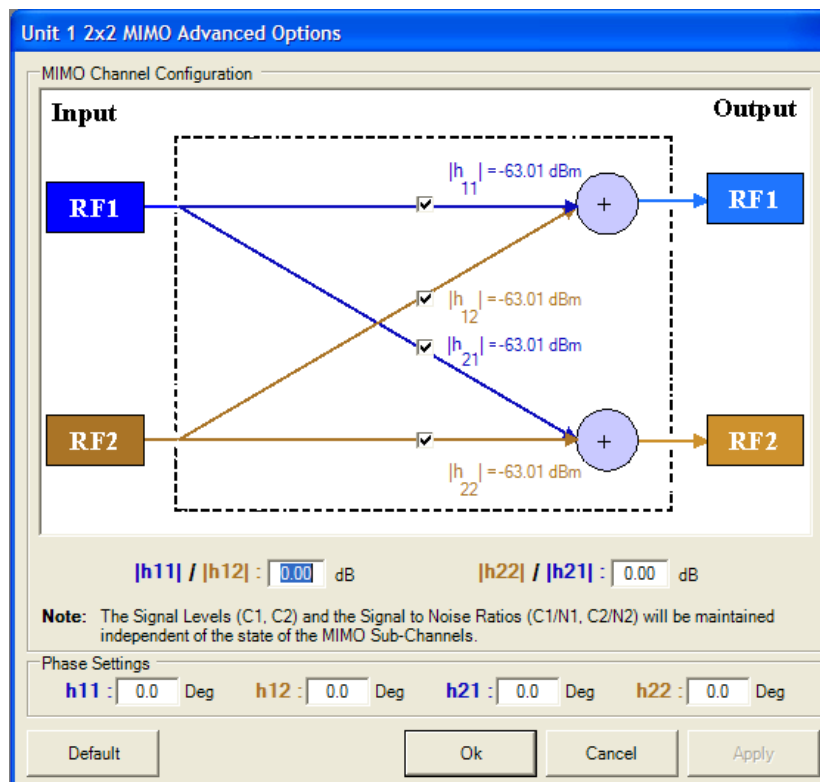 Unit 1 2x2 MIMO Advanced Options
MIMO Channel Configuration
Input
Output
|h11| = -63.01 dBm
RF1
+
RF1
|h12| = -63.01 dBm
|h21| = -63.01 dBm
RF2
+
RF2
|h22| = -63.01 dBm
|h11| / |h12| : 0.00 dB
|h22| / |h21| : 0.00 dB
Note: The Signal Levels (C1, C2) and the Signal to Noise Ratios (C1/N1, C2/N2) will be maintained
independent of the state of the MIMO Sub-Channels.
Phase Settings
h11 : 0.0 Deg h12 : 0.0 Deg h21 : 0.0 Deg h22 : 0.0 Deg
Default Ok Cancel Apply